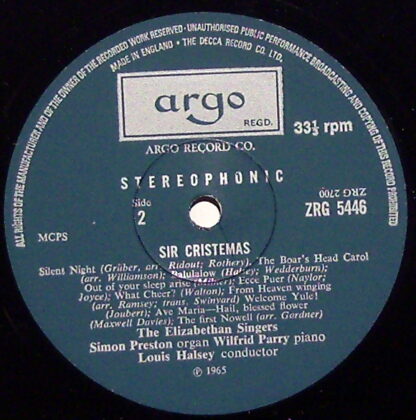 ALL RIGHTS OF THE MANUFACTURER AND OF THE OWNER OF THE RECORDED WORK RESERVED · UNAUTHORISED PUBLIC PERFORMANCE BROADCASTING AND COPYING OF THIS RECORD
MADE IN ENGLAND · THE DECCA RECORD CO. LTD.
argo
REGD.
33⅓ rpm
ARGO RECORD CO.
STEREOPHONIC
Side
2
ZRG 2700
ZRG 5446
MCPS
SIR CRISTEMAS
Silent Night (Grüber, arr. Ridout; Rothery). The Boar's Head Carol
(arr. Williamson); Balulalow (Halsey; Wedderburn);
Out of your sleep arise (Milner); Ecce Puer (Naylor;
Joyce); What Cheer? (Walton); From Heaven winging
(arr. Ramsey; trans. Swinyard) Welcome Yule!
(Joubert); Ave Maria—Hail, blessed flower
(Maxwell Davies); The first Nowell (arr. Gardner)
The Elizabethan Singers
Simon Preston organ Wilfrid Parry piano
Louis Halsey conductor
℗ 1965